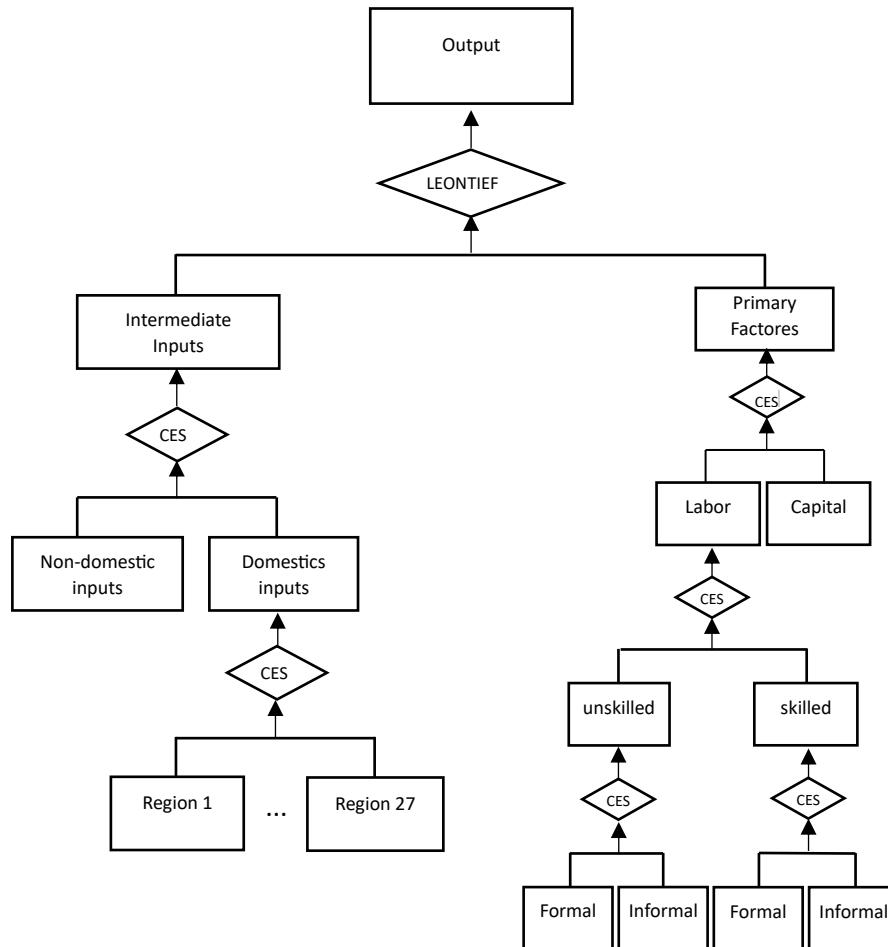 Output
LEONTIEF
Intermediate
Inputs
Primary
Factores
CES
CES
Labor
Capital
Non-domestic
inputs
Domestics
inputs
CES
CES
unskilled
skilled
Region 1
...
Region 27
CES
CES
Formal
Informal
Formal
Informal